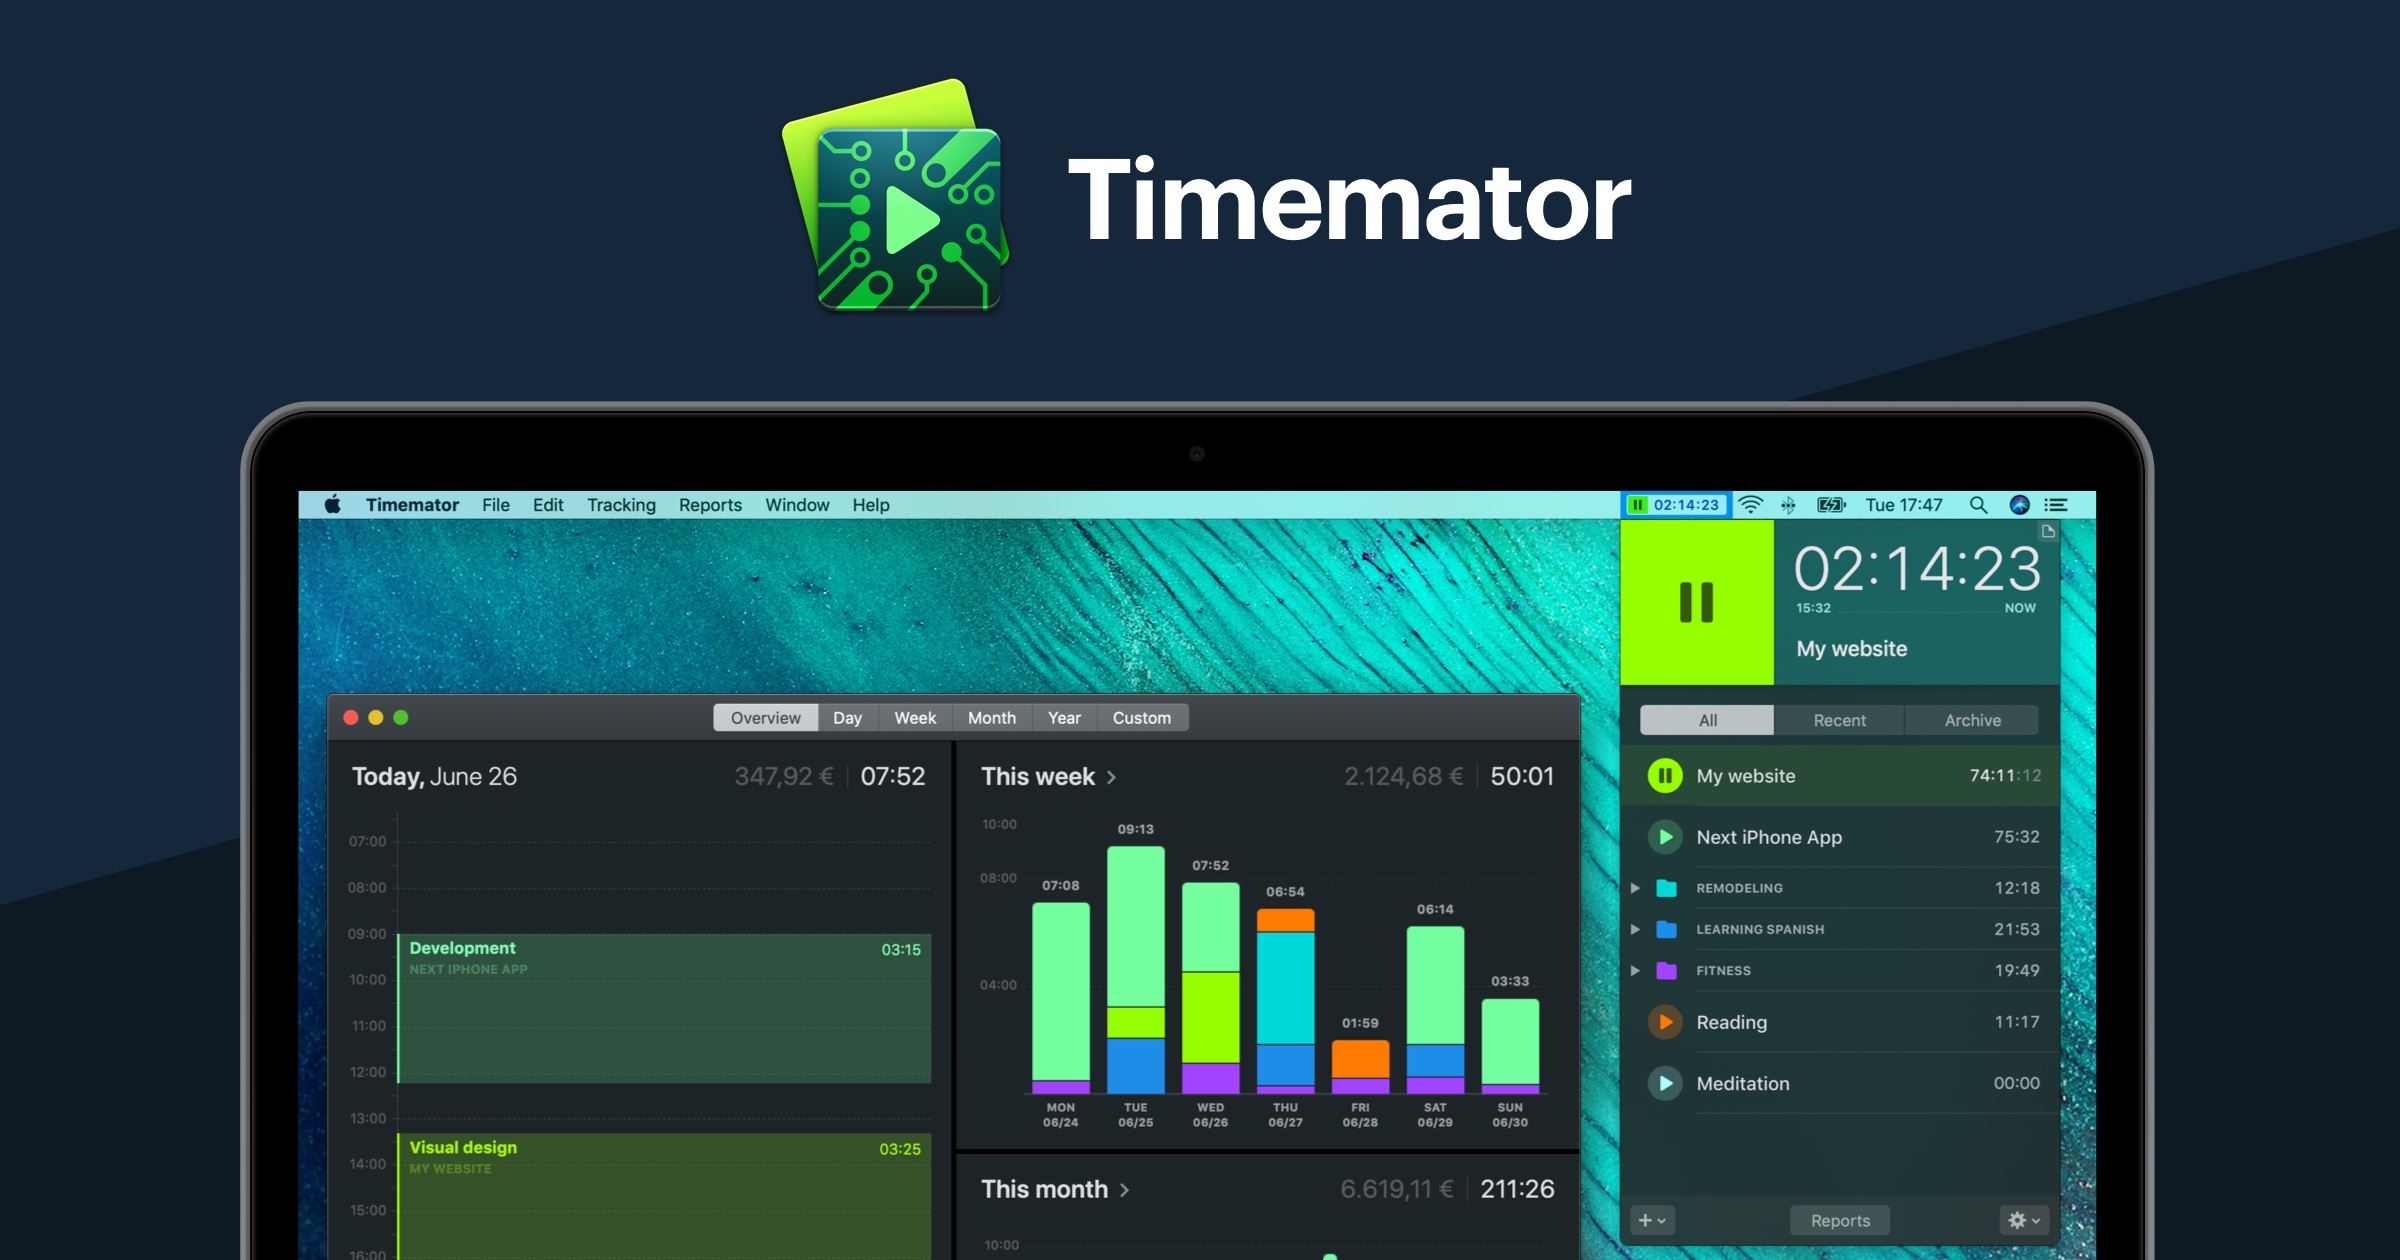 Timemator
Timemator File Edit Tracking Reports Window Help
02:14:23 Tue 17:47
02:14:23
15:32 NOW
My website
All Recent Archive
My website 74:11:12
Next iPhone App 75:32
REMODELING 12:18
LEARNING SPANISH 21:53
FITNESS 19:49
Reading 11:17
Meditation 00:00
+ Reports
Overview Day Week Month Year Custom
Today, June 26 347,92 € 07:52
07:00
08:00
09:00
Development 03:15
NEXT IPHONE APP
10:00
11:00
12:00
13:00
Visual design 03:25
MY WEBSITE
14:00
15:00
16:00
This week > 2.124,68 € 50:01
10:00
08:00
04:00
07:08 09:13 07:52 06:54 01:59 06:14 03:33
MON TUE WED THU FRI SAT SUN
06/24 06/25 06/26 06/27 06/28 06/29 06/30
This month > 6.619,11 € 211:26
10:00